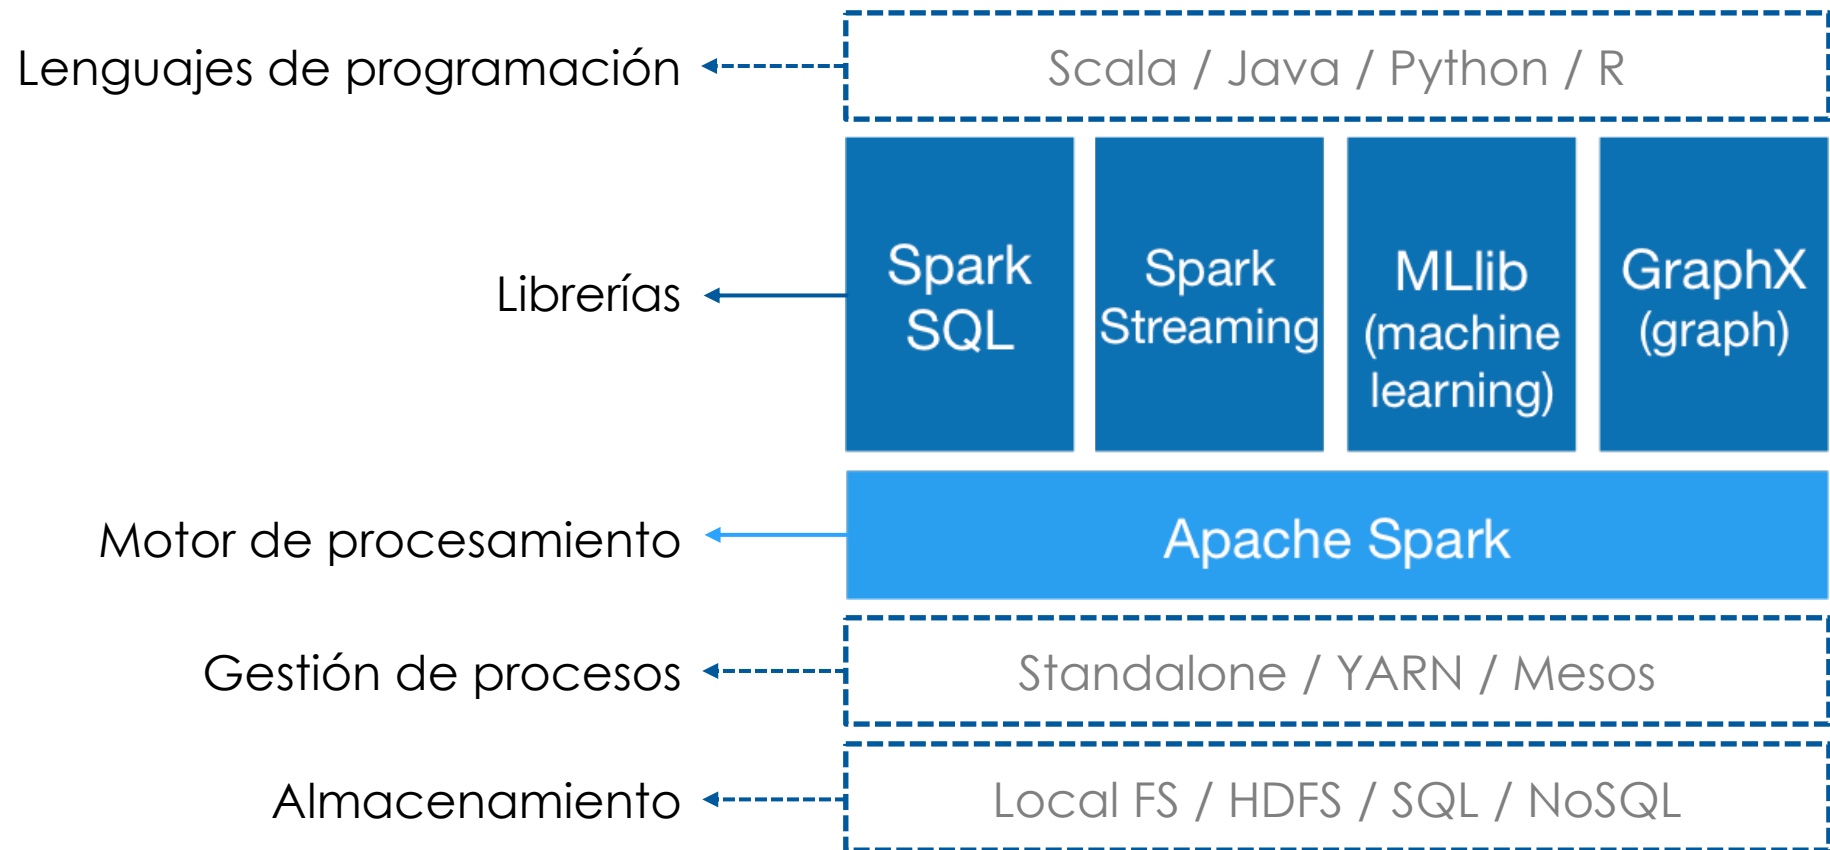 Lenguajes de programación
Scala / Java / Python / R
Librerías
Spark
SQL
Spark
Streaming
MLlib
(machine
learning)
GraphX
(graph)
Motor de procesamiento
Apache Spark
Gestión de procesos
Standalone / YARN / Mesos
Almacenamiento
Local FS / HDFS / SQL / NoSQL